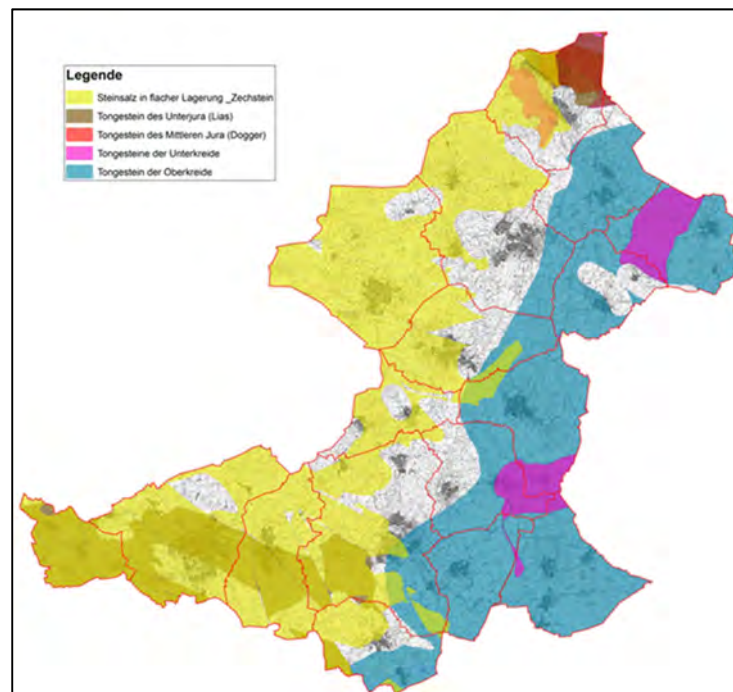 Legende
Steinsalz in flacher Lagerung _Zechstein
Tongestein des Unterjura (Lias)
Tongestein des Mittleren Jura (Dogger)
Tongesteine der Unterkreide
Tongestein der Oberkreide